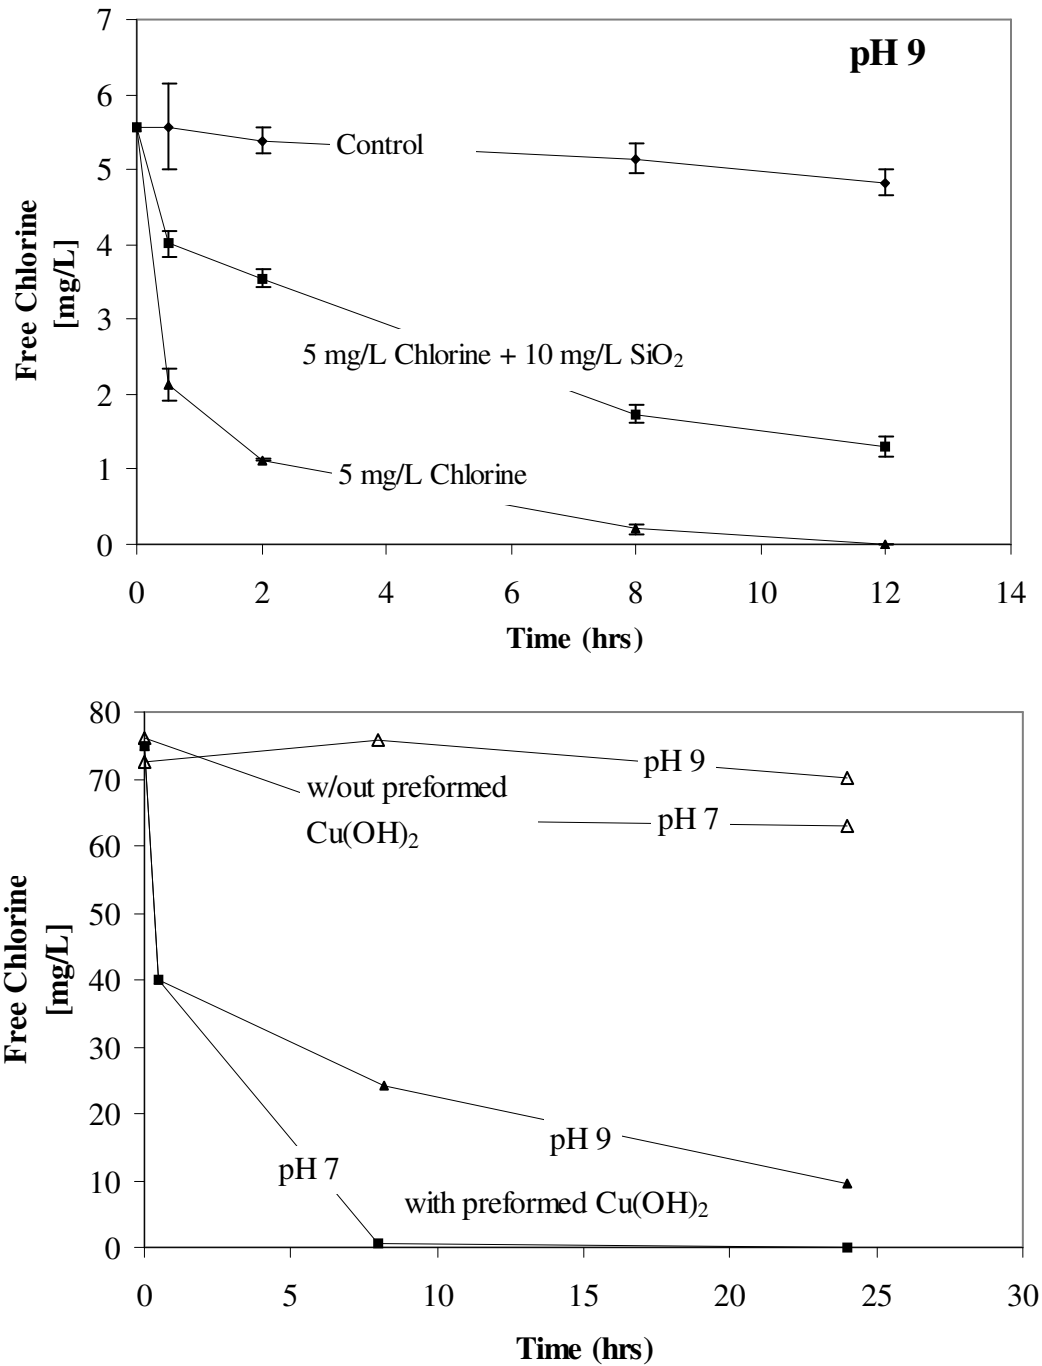 pH 9
7
6
5
4
3
2
1
0
Free Chlorine
[mg/L]
Control
5 mg/L Chlorine + 10 mg/L SiO₂
5 mg/L Chlorine
0 2 4 6 8 10 12 14
Time (hrs)
80
70
60
50
40
30
20
10
0
Free Chlorine
[mg/L]
pH 9
w/out preformed
Cu(OH)₂
pH 7
pH 9
pH 7
with preformed Cu(OH)₂
0 5 10 15 20 25 30
Time (hrs)